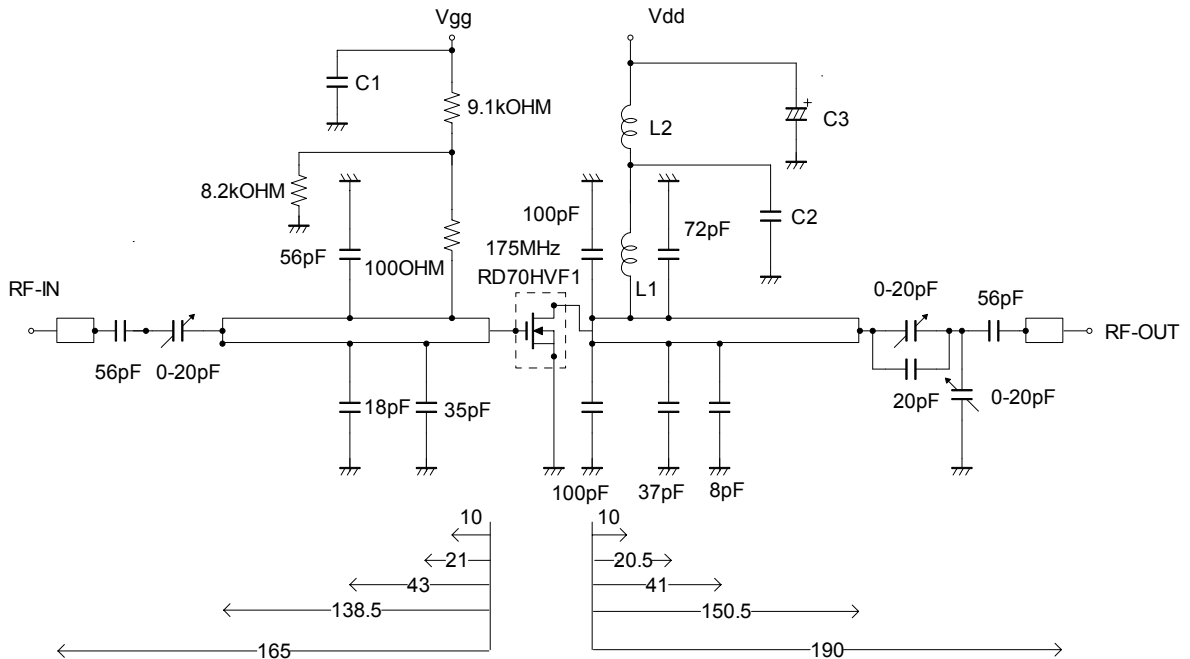 Vgg
Vdd
C1
9.1kOHM
L2
C3
8.2kOHM
100pF
72pF
C2
56pF
100OHM
175MHz
RD70HVF1
L1
RF-IN
0-20pF
56pF
RF-OUT
56pF
0-20pF
18pF
35pF
20pF
0-20pF
100pF
37pF
8pF
10
10
21
20.5
43
41
138.5
150.5
165
190
+